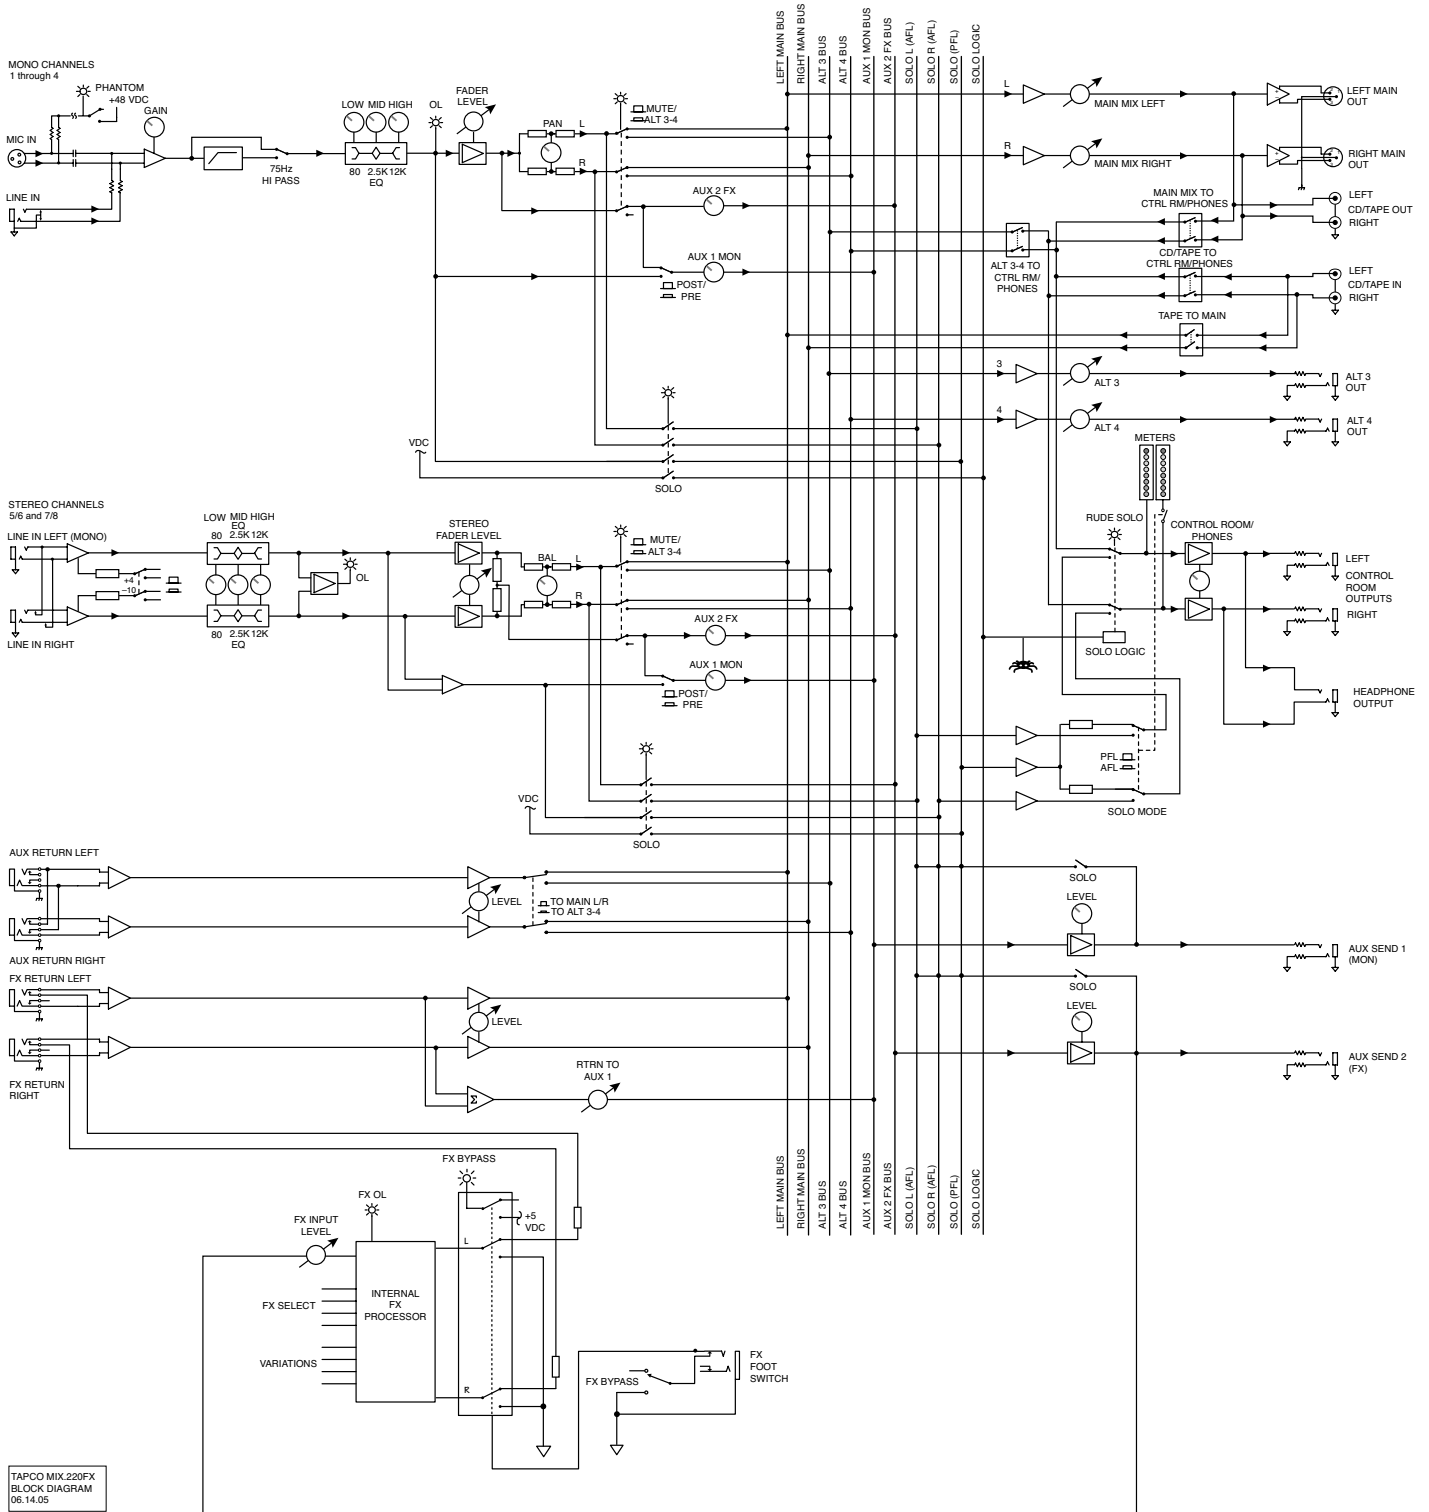 MONO CHANNELS
1 through 4
PHANTOM
+48 VDC
GAIN
MIC IN
LINE IN
75Hz
HI PASS
LOW MID HIGH
80 2.5K 12K
EQ
OL
FADER
LEVEL
PAN
L
R
MUTE/
ALT 3-4
AUX 2 FX
AUX 1 MON
POST/
PRE
VDC
SOLO
LEFT MAIN BUS
RIGHT MAIN BUS
ALT 3 BUS
ALT 4 BUS
AUX 1 MON BUS
AUX 2 FX BUS
SOLO L (AFL)
SOLO R (AFL)
SOLO (PFL)
SOLO LOGIC
L
MAIN MIX LEFT
LEFT MAIN
OUT
R
MAIN MIX RIGHT
RIGHT MAIN
OUT
MAIN MIX TO
CTRL RM/PHONES
LEFT
CD/TAPE OUT
RIGHT
ALT 3-4 TO
CTRL RM/
PHONES
CD/TAPE TO
CTRL RM/PHONES
LEFT
CD/TAPE IN
RIGHT
TAPE TO MAIN
3
ALT 3
ALT 3
OUT
4
ALT 4
ALT 4
OUT
METERS
RUDE SOLO
CONTROL ROOM/
PHONES
LEFT
CONTROL
ROOM
OUTPUTS
RIGHT
SOLO LOGIC
HEADPHONE
OUTPUT
PFL
AFL
SOLO MODE
STEREO CHANNELS
5/6 and 7/8
LINE IN LEFT (MONO)
+4
−10
LINE IN RIGHT
LOW MID HIGH
EQ
80 2.5K 12K
80 2.5K 12K
EQ
OL
STEREO
FADER LEVEL
BAL
L
R
MUTE/
ALT 3-4
AUX 2 FX
AUX 1 MON
POST/
PRE
VDC
SOLO
AUX RETURN LEFT
AUX RETURN RIGHT
LEVEL
TO MAIN L/R
TO ALT 3-4
SOLO
LEVEL
AUX SEND 1
(MON)
FX RETURN LEFT
FX RETURN
RIGHT
LEVEL
Σ
RTRN TO
AUX 1
SOLO
LEVEL
AUX SEND 2
(FX)
LEFT MAIN BUS
RIGHT MAIN BUS
ALT 3 BUS
ALT 4 BUS
AUX 1 MON BUS
AUX 2 FX BUS
SOLO L (AFL)
SOLO R (AFL)
SOLO (PFL)
SOLO LOGIC
FX BYPASS
+5
VDC
FX OL
FX INPUT
LEVEL
L
INTERNAL
FX
PROCESSOR
FX SELECT
VARIATIONS
R
FX BYPASS
FX
FOOT
SWITCH
TAPCO MIX.220FX
BLOCK DIAGRAM
06.14.05